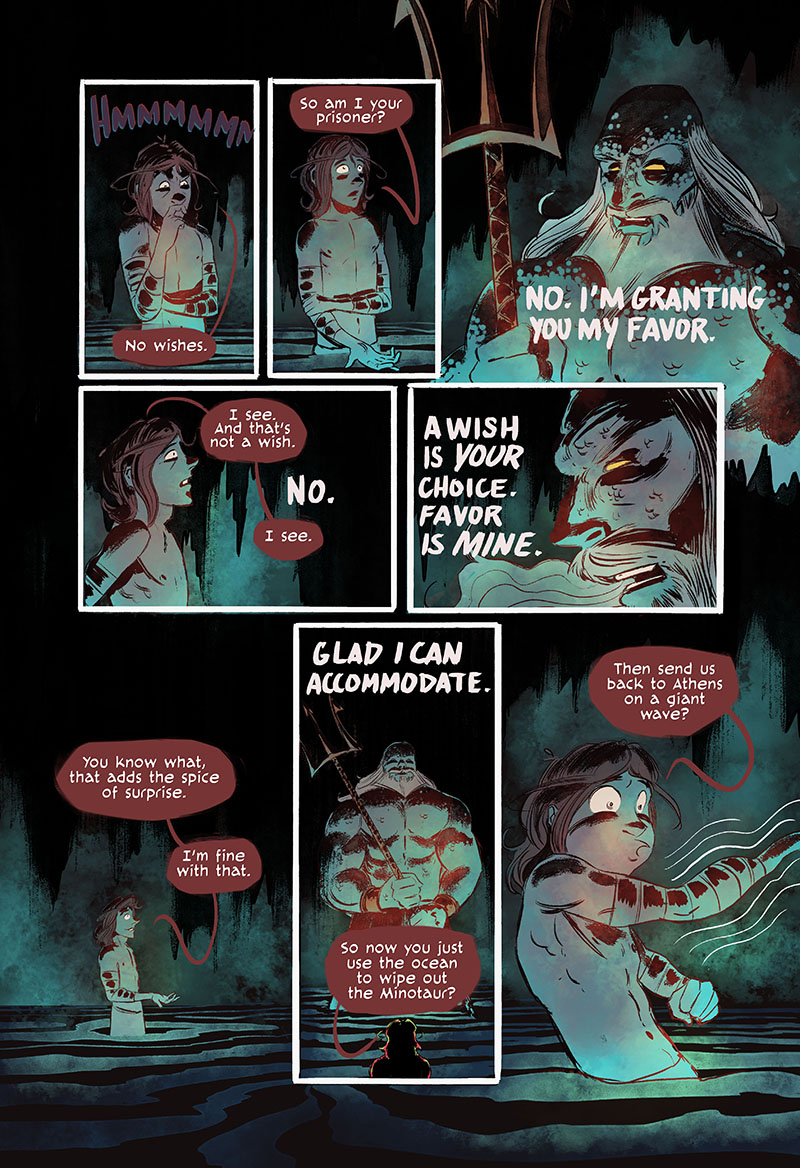 HMMMMMM
No wishes.
So am I your
prisoner?
NO. I'M GRANTING
YOU MY FAVOR.
I see.
And that's
not a wish.
NO.
I see.
A WISH
IS YOUR
CHOICE.
FAVOR
IS MINE.
You know what,
that adds the spice
of surprise.
I'm fine
with that.
GLAD I CAN
ACCOMMODATE.
So now you just
use the ocean
to wipe out
the Minotaur?
Then send us
back to Athens
on a giant
wave?